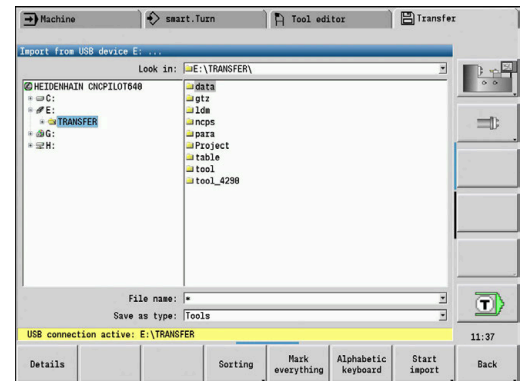 Machine
smart.Turn
Tool editor
Transfer
Import from USB device E: ...
Look in: E:\TRANSFER\
HEIDENHAIN CNCPILOT640
C:
E:
TRANSFER
G:
H:
data
gtz
ldm
ncps
para
Project
table
tool
tool_4290
File name: *
Save as type: Tools
USB connection active: E:\TRANSFER
T
11:37
Details
Sorting
Mark everything
Alphabetic keyboard
Start import
Back